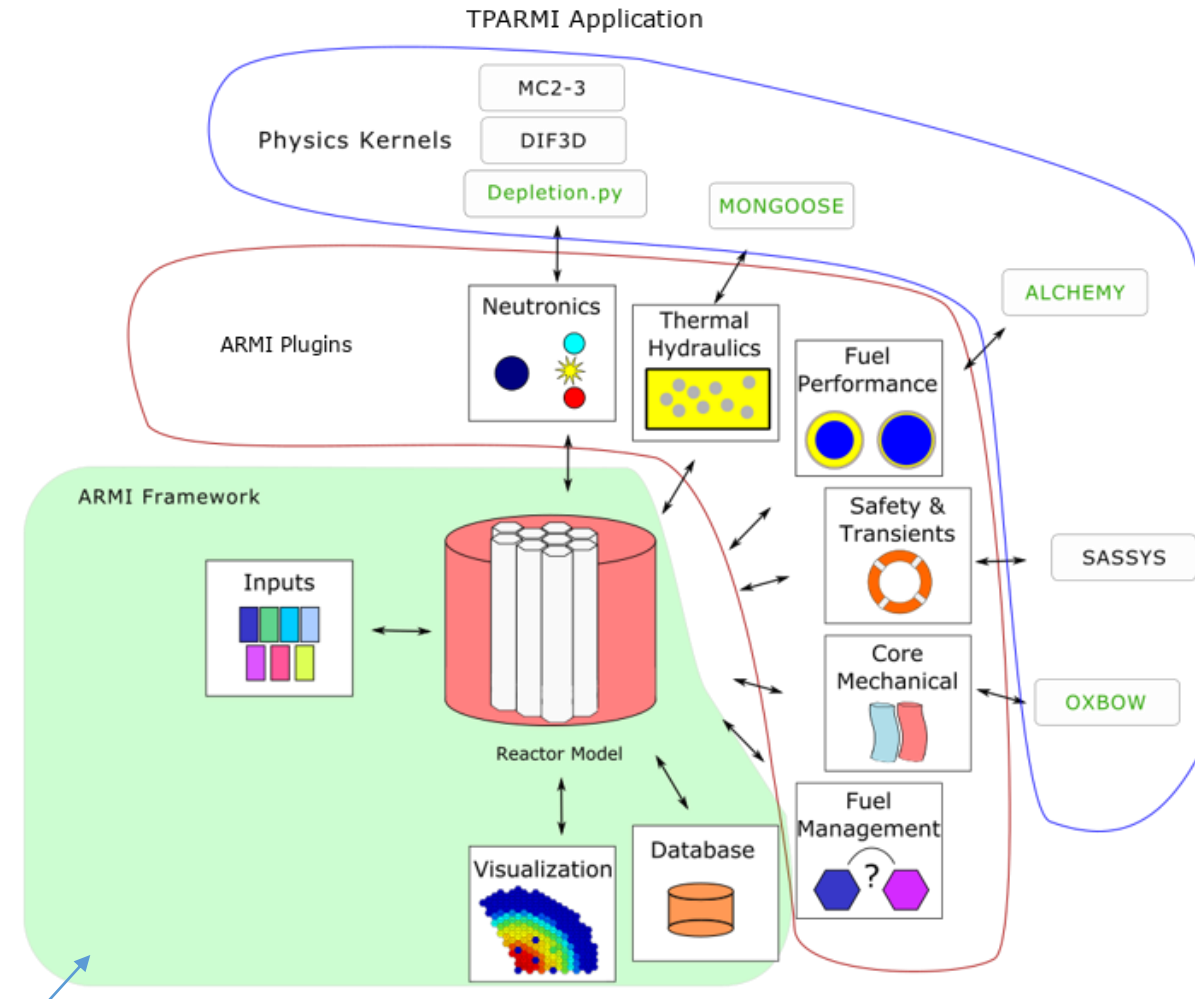 TPARMI Application
MC2-3
Physics Kernels
DIF3D
Depletion.py
MONGOOSE
ALCHEMY
Neutronics
Thermal
Hydraulics
ARMI Plugins
Fuel
Performance
ARMI Framework
Safety &
Transients
SASSYS
Inputs
Core
Mechanical
OXBOW
Reactor Model
Fuel
Management
?
Database
Visualization